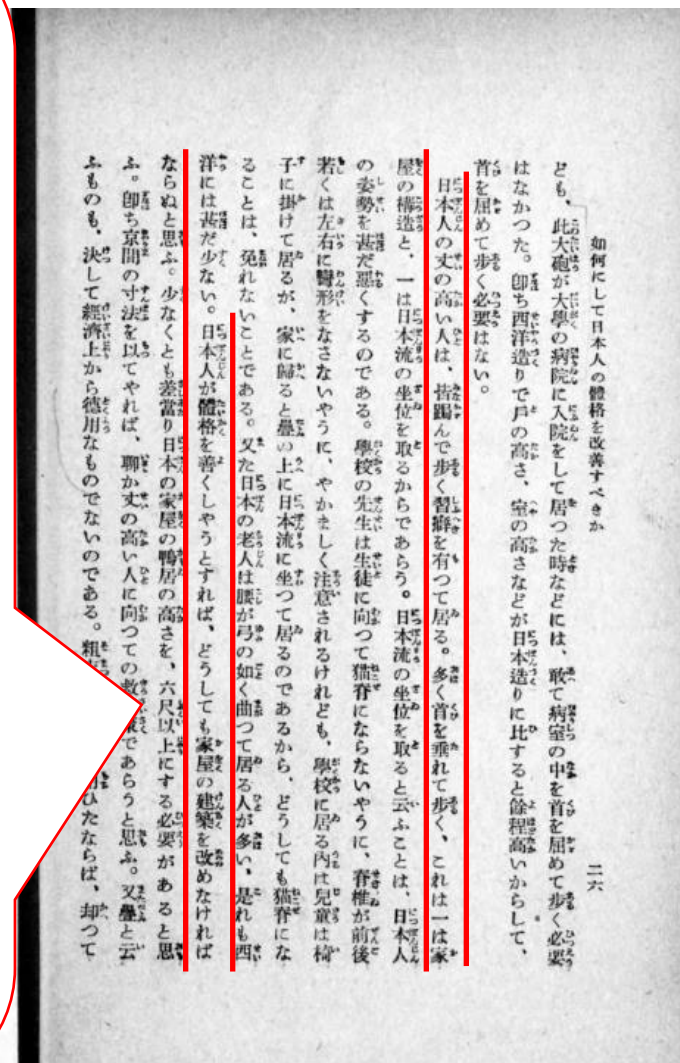 如何にして日本人の體格を改善すべきか
二六
ども、此大砲が大學の病院に入院をして居つた時などには、敢て病室の中を首を屈めて歩く必要
はなかつた。卽ち西洋造りで戸の高さ、室の高さなどが日本造りに比すると餘程高いからして、
首を屈めて歩く必要はない。
日本人の丈の高い人は、皆跼んで歩く習癖を有つて居る。多く首を垂れて歩く、これは一は家
屋の構造と、一は日本流の坐位を取るからであらう。日本流の坐位を取ると云ふことは、日本人
の姿勢を甚だ惡くするのである。學校の先生は生徒に向つて猫脊にならないやうに、脊椎が前後
若くは左右に彎形をなさないやうに、やかましく注意されるけれども、學校に居る内は兒童は椅
子に掛けて居るが、家に歸ると疊の上に日本流に坐つて居るのであるから、どうしても猫脊にな
ることは、免れないことである。又た日本の老人は腰が弓の如く曲つて居る人が多い、是れも西
洋には甚だ少ない。日本人が體格を善くしやうとすれば、どうしても家屋の建築を改めなければ
ならぬと思ふ。少なくとも差當り日本の家屋の鴨居の高さを、六尺以上にする必要があると思
ふ。卽ち京間の寸法を以てやれば、聊か丈の高い人に向つての救策であらうと思ふ。又疊と云
ふものも、決して經濟上から德用なものでないのである。粗ひたならば、却つて